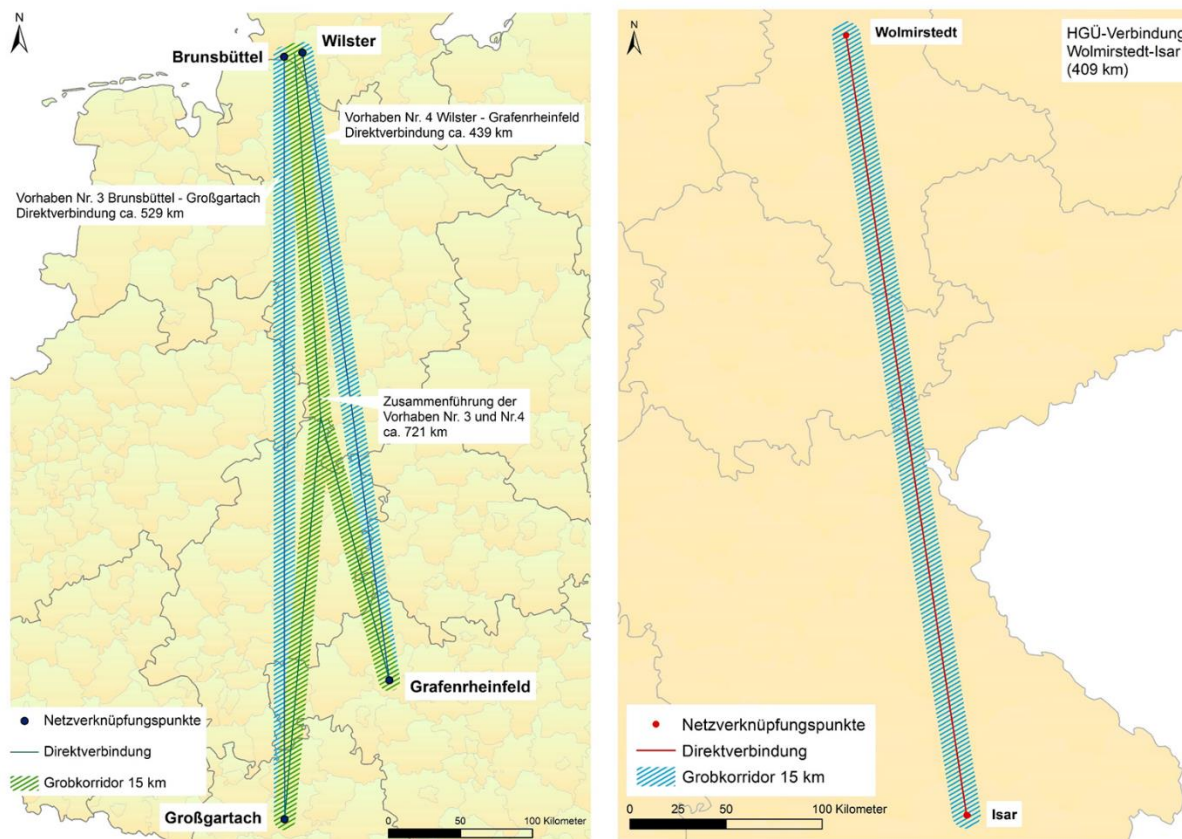 N
Wilster
Brunsbüttel
Vorhaben Nr. 4 Wilster - Grafenrheinfeld
Direktverbindung ca. 439 km
Vorhaben Nr. 3 Brunsbüttel - Großgartach
Direktverbindung ca. 529 km
Zusammenführung der
Vorhaben Nr. 3 und Nr.4
ca. 721 km
Grafenrheinfeld
Netzverknüpfungspunkte
Direktverbindung
Grobkorridor 15 km
Großgartach
0 50 100 Kilometer
N
Wolmirstedt
HGÜ-Verbindung
Wolmirstedt-Isar
(409 km)
Netzverknüpfungspunkte
Direktverbindung
Grobkorridor 15 km
0 25 50 100 Kilometer
Isar